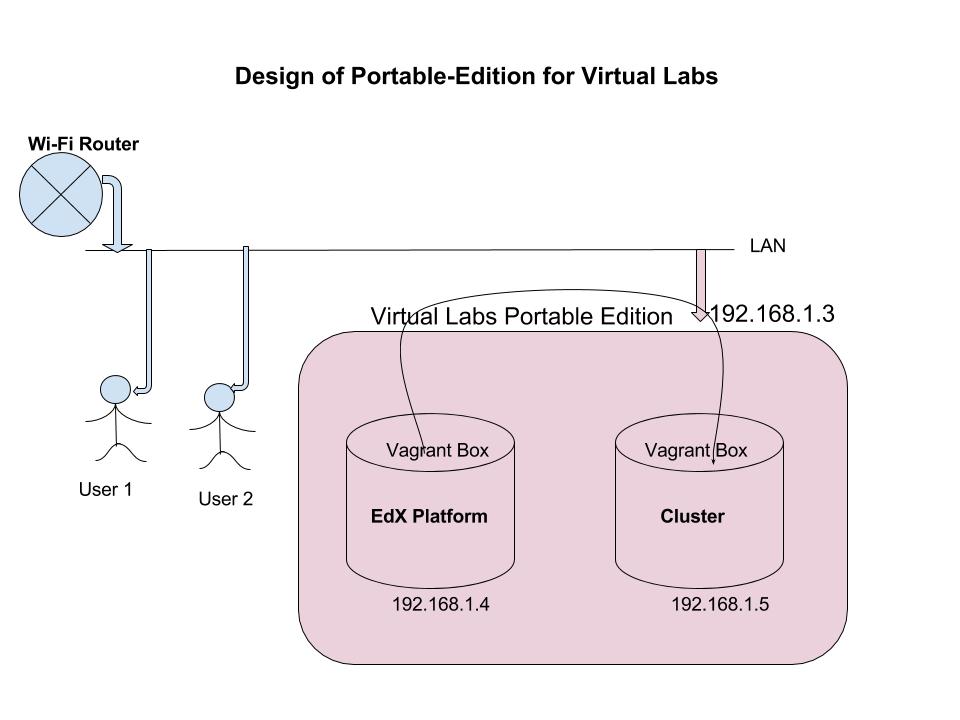 Design of Portable-Edition for Virtual Labs
Wi-Fi Router
LAN
Virtual Labs Portable Edition
192.168.1.3
Vagrant Box
Vagrant Box
EdX Platform
Cluster
User 1
User 2
192.168.1.4
192.168.1.5